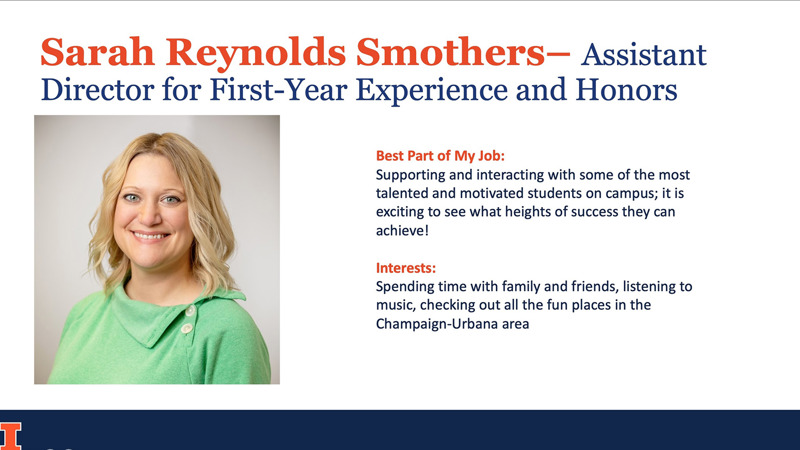 Sarah Reynolds Smothers– Assistant
Director for First-Year Experience and Honors
Best Part of My Job:
Supporting and interacting with some of the most
talented and motivated students on campus; it is
exciting to see what heights of success they can
achieve!
Interests:
Spending time with family and friends, listening to
music, checking out all the fun places in the
Champaign-Urbana area
I